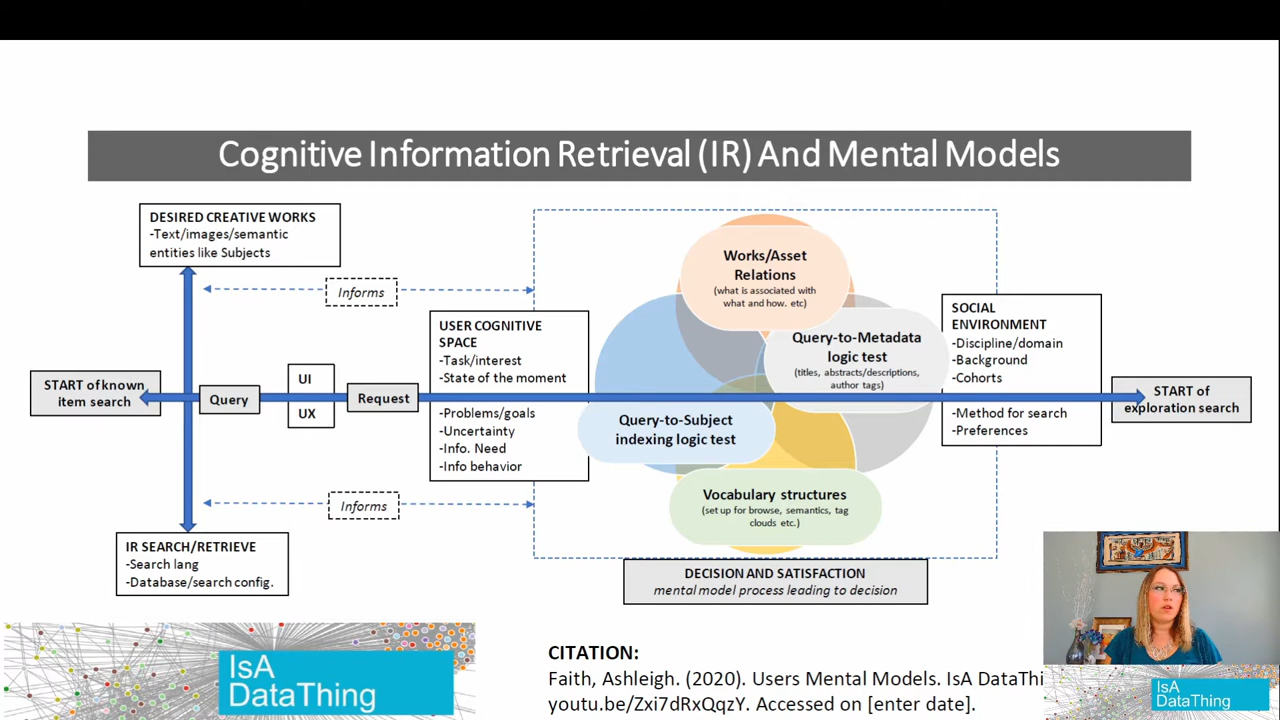 Cognitive Information Retrieval (IR) And Mental Models
DESIRED CREATIVE WORKS
-Text/images/semantic
entities like Subjects
Informs
START of known
item search
Query
UI
UX
Request
USER COGNITIVE
SPACE
-Task/interest
-State of the moment
-Problems/goals
-Uncertainty
-Info. Need
-Info behavior
Works/Asset
Relations
(what is associated with
what and how. etc)
Query-to-Metadata
logic test
(titles, abstracts/descriptions,
author tags)
Query-to-Subject
indexing logic test
Vocabulary structures
(set up for browse, semantics, tag
clouds etc.)
SOCIAL
ENVIRONMENT
-Discipline/domain
-Background
-Cohorts
-Method for search
-Preferences
START of
exploration search
Informs
IR SEARCH/RETRIEVE
-Search lang
-Database/search config.
DECISION AND SATISFACTION
mental model process leading to decision
IsA
DataThing
CITATION:
Faith, Ashleigh. (2020). Users Mental Models. IsA DataThi
youtu.be/Zxi7dRxQqzY. Accessed on [enter date].
IsA
DataThing